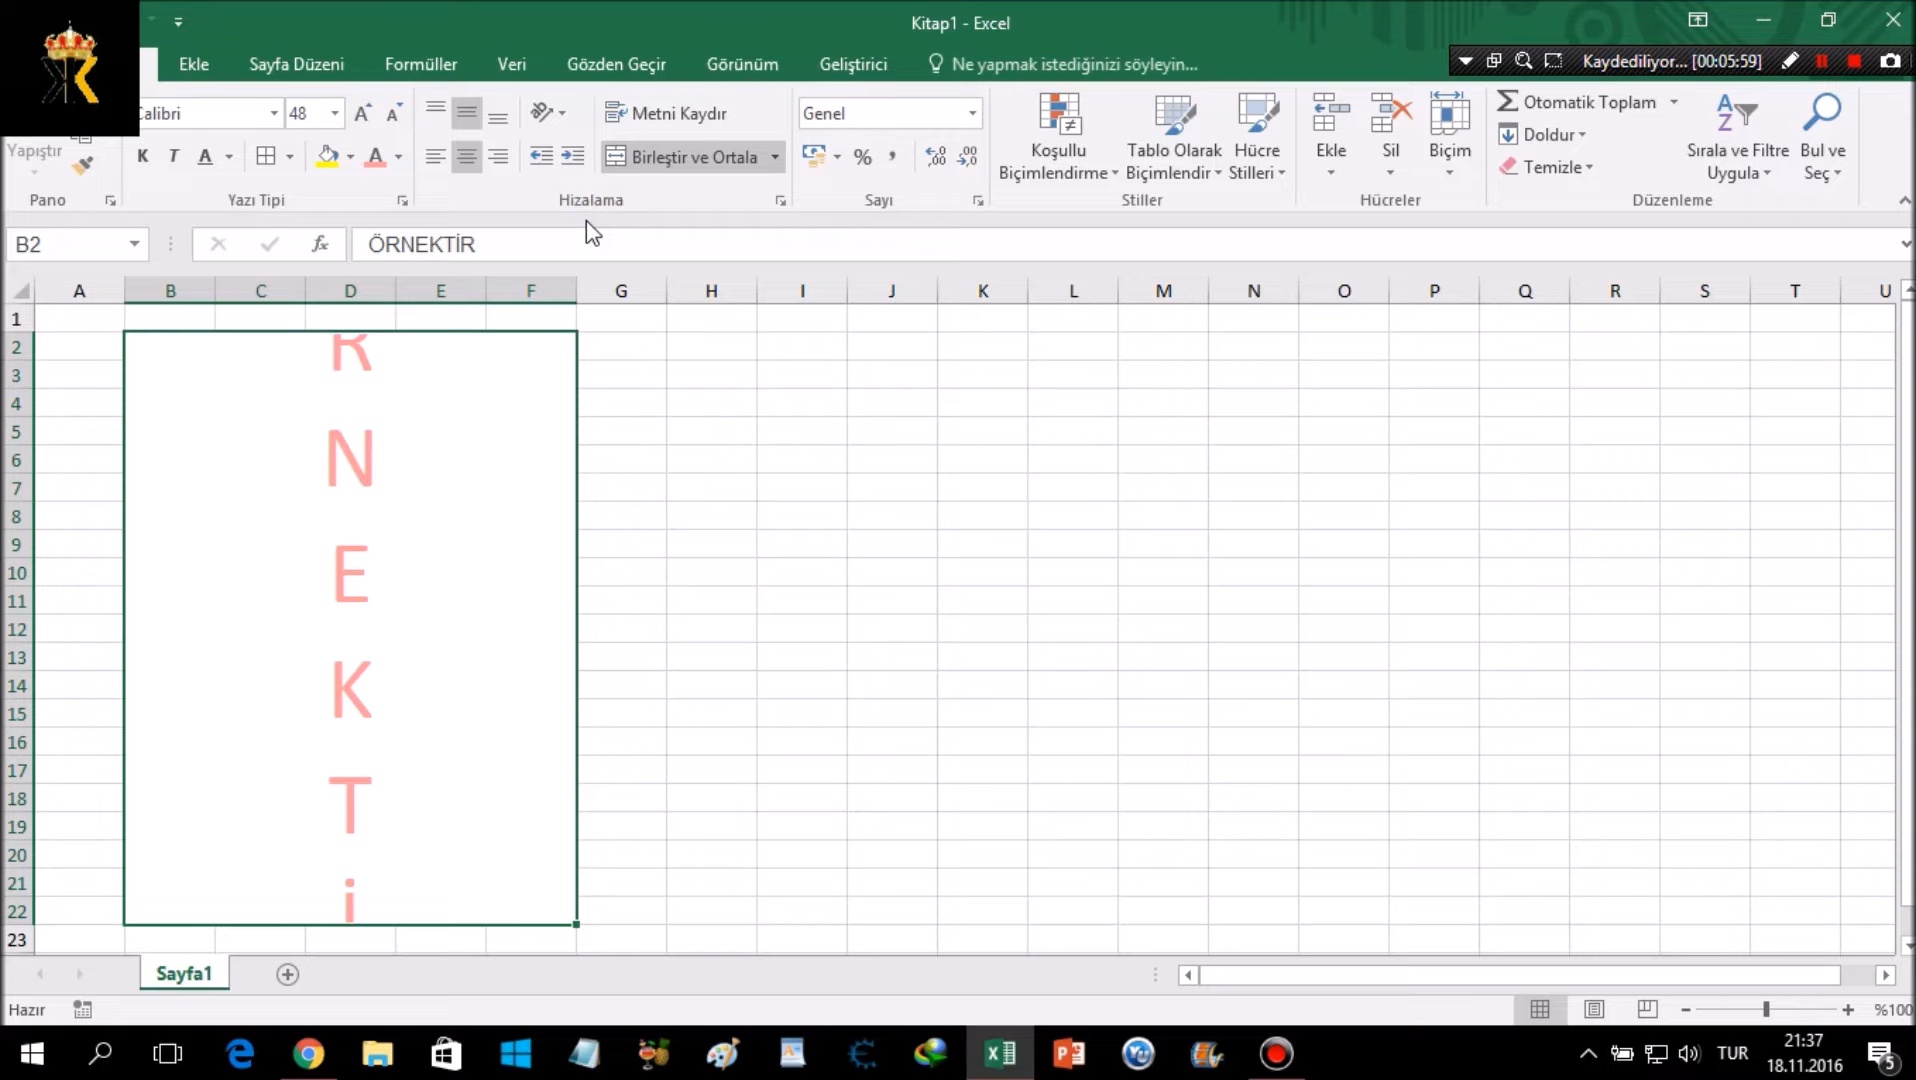 Kitap1 - Excel
Ekle Sayfa Düzeni Formüller Veri Gözden Geçir Görünüm Geliştirici Ne yapmak istediğinizi söyleyin...
Kaydediliyor... [00:05:59]
Calibri 48 Metni Kaydır Genel
Yapıştır K T A A Birleştir ve Ortala % ,
Koşullu Biçimlendirme
Tablo Olarak Biçimlendir
Hücre Stilleri
Ekle Sil Biçim
Σ Otomatik Toplam
Doldur
Temizle
Sırala ve Filtre Uygula
Bul ve Seç
Pano Yazı Tipi Hizalama Sayı Stiller Hücreler Düzenleme
B2 fx ÖRNEKTİR
A B C D E F G H I J K L M N O P Q R S T U
1
2
3
4
5
6
7
8
9
10
11
12
13
14
15
16
17
18
19
20
21
22
23
R
N
E
K
T
İ
Sayfa1
Hazır %100
TUR 21:37
18.11.2016
5